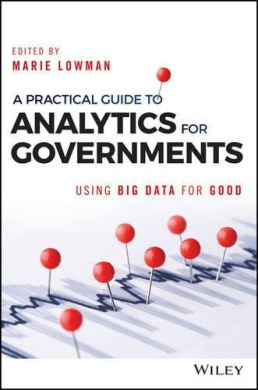 EDITED BY
MARIE LOWMAN
A PRACTICAL GUIDE TO
ANALYTICS FOR
GOVERNMENTS
USING BIG DATA FOR GOOD
WILEY